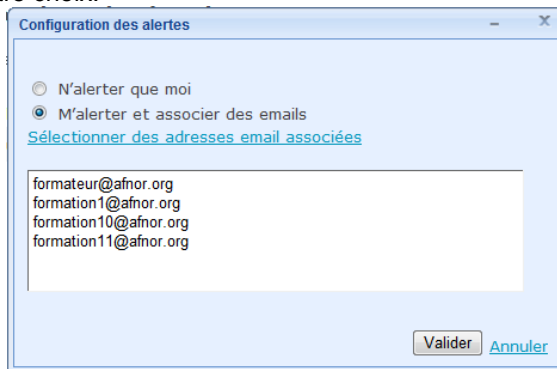 Configuration des alertes
N'alerter que moi
M'alerter et associer des emails
Sélectionner des adresses email associées
formateur@afnor.org
formation1@afnor.org
formation10@afnor.org
formation11@afnor.org
Valider Annuler